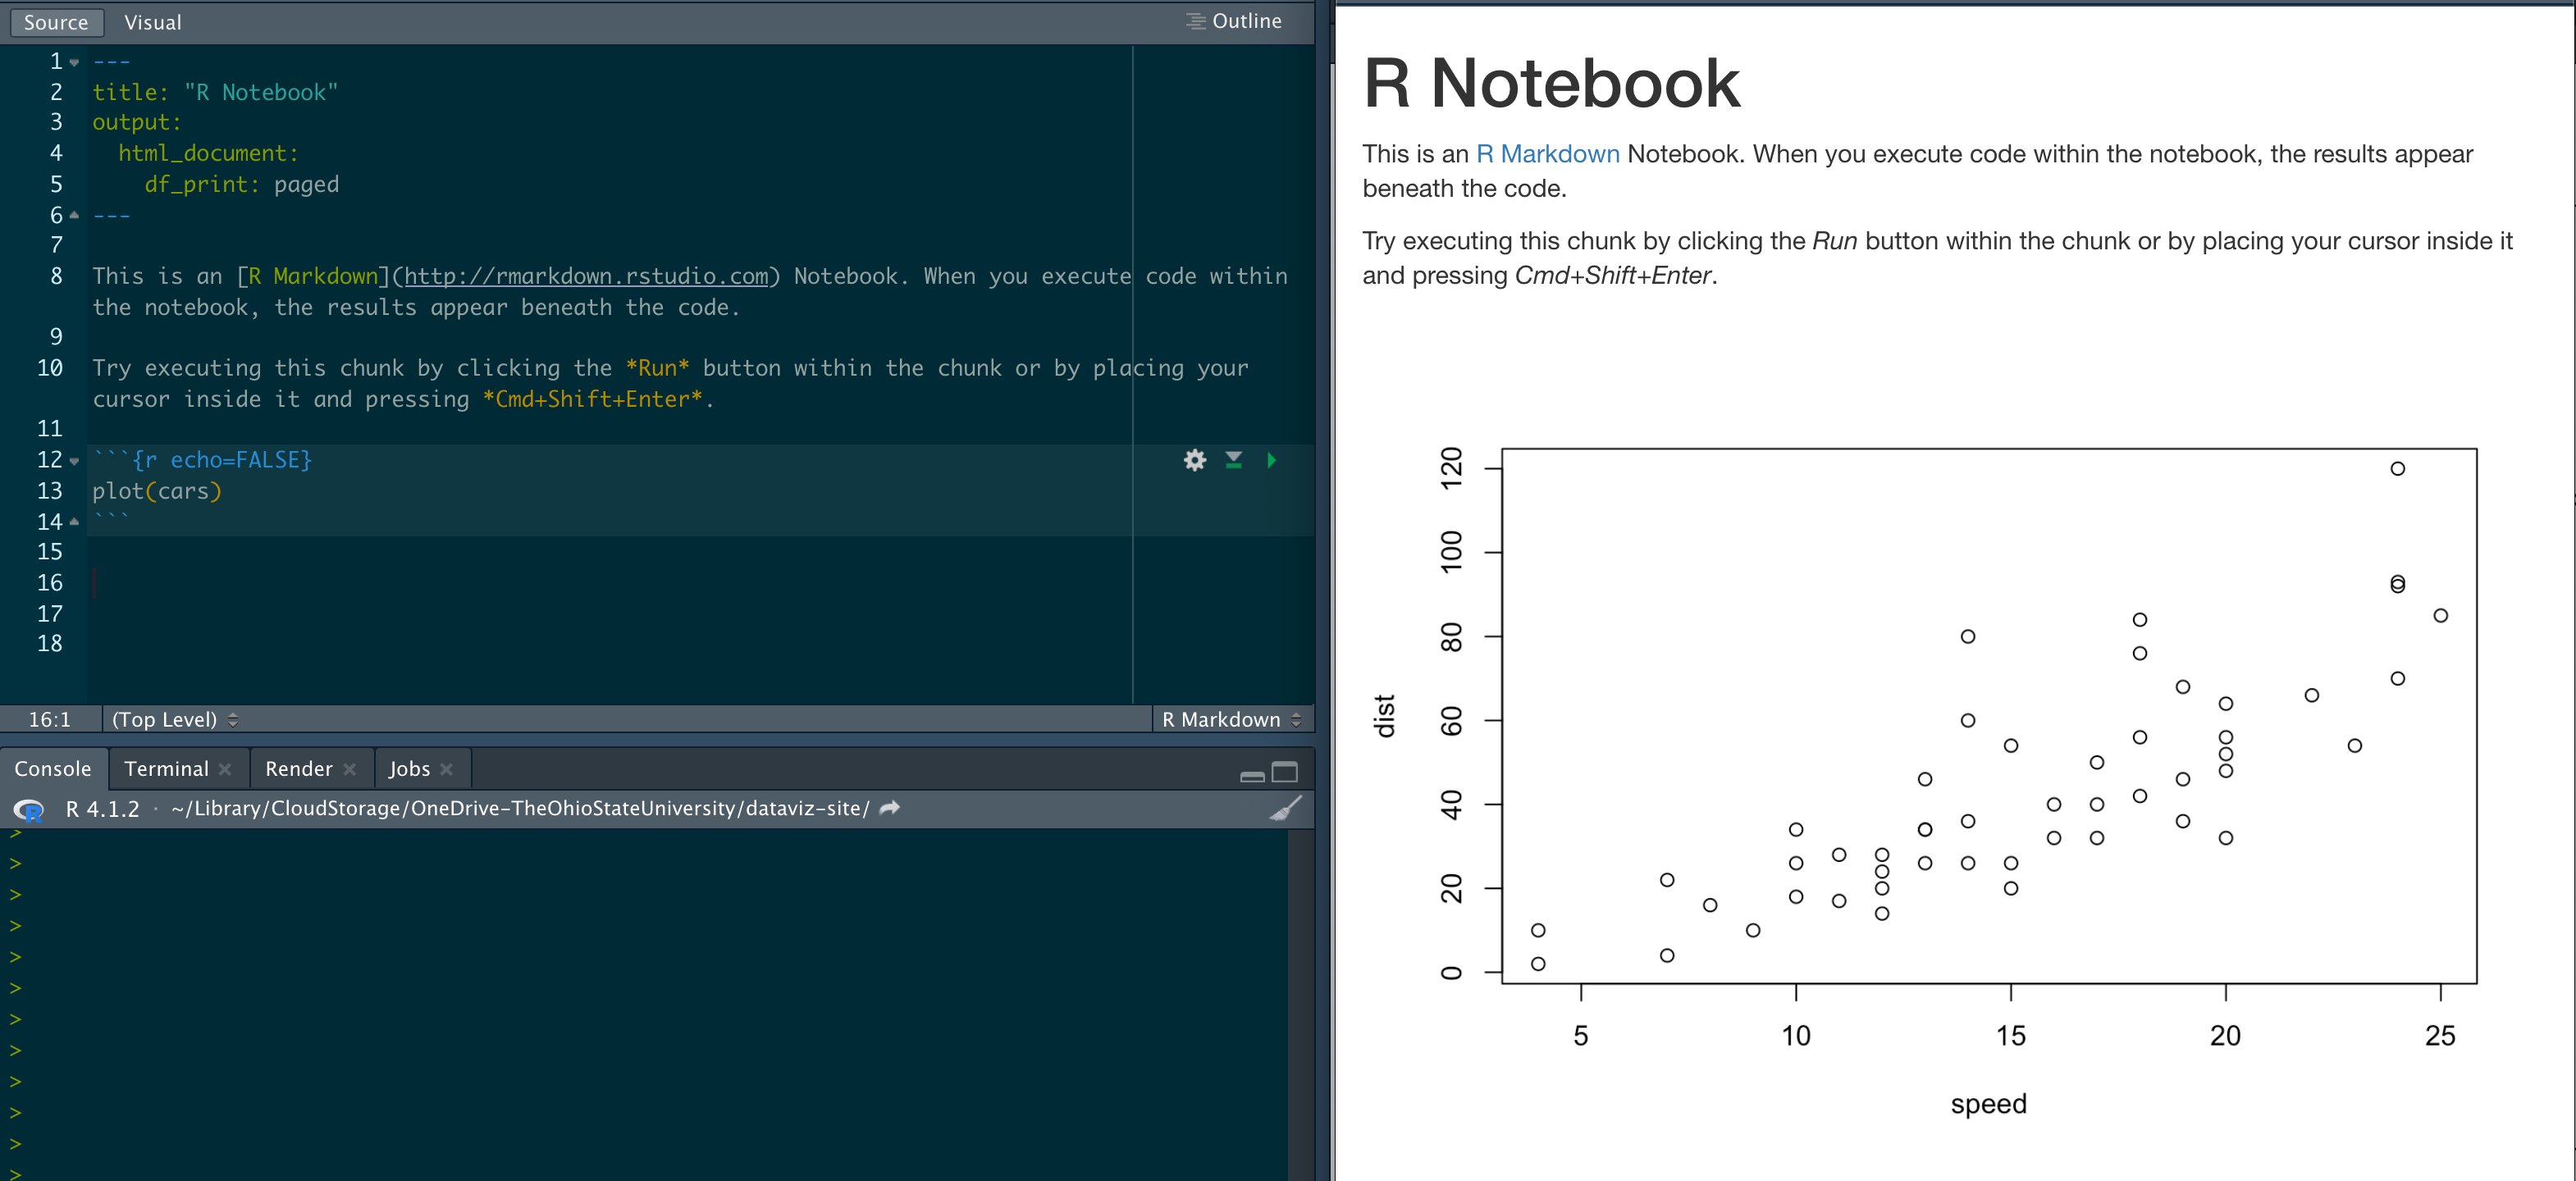 Source Visual Outline
1 ---
2 title: "R Notebook"
3 output:
4 html_document:
5 df_print: paged
6 ---
7
8 This is an [R Markdown](http://rmarkdown.rstudio.com) Notebook. When you execute code within
the notebook, the results appear beneath the code.
9
10 Try executing this chunk by clicking the *Run* button within the chunk or by placing your
cursor inside it and pressing *Cmd+Shift+Enter*.
11
12 ```{r echo=FALSE}
13 plot(cars)
14 ```
15
16
17
18
16:1 (Top Level) R Markdown
Console Terminal Render Jobs
R 4.1.2 · ~/Library/CloudStorage/OneDrive-TheOhioStateUniversity/dataviz-site/
>
>
>
>
>
>
>
>
>
>
>
>
R Notebook
This is an R Markdown Notebook. When you execute code within the notebook, the results appear
beneath the code.
Try executing this chunk by clicking the Run button within the chunk or by placing your cursor inside it
and pressing Cmd+Shift+Enter.
120
100
80
60
40
20
0
dist
5 10 15 20 25
speed